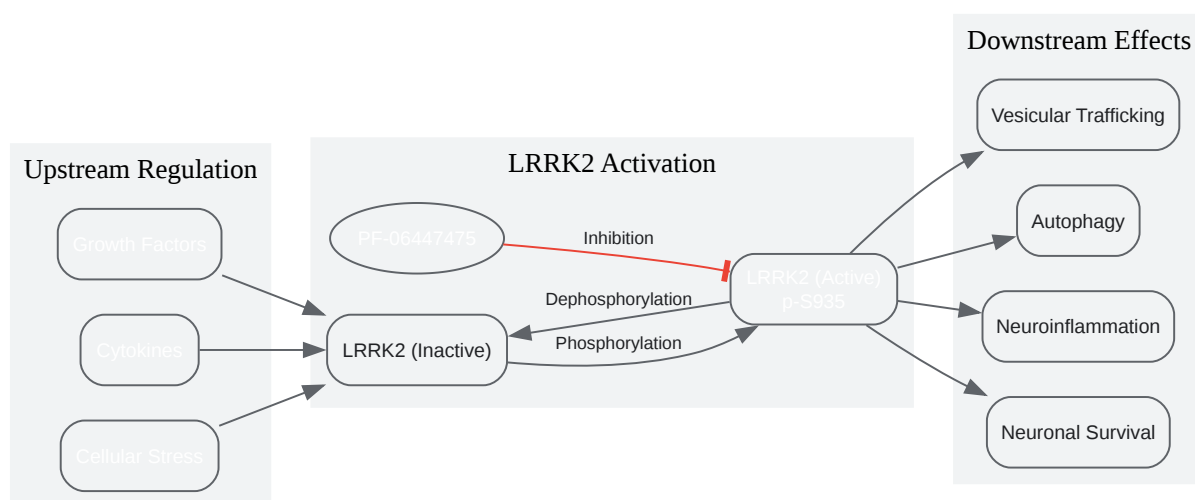 Upstream Regulation
Growth Factors
Cytokines
Cellular Stress
LRRK2 Activation
PF-06447475
Inhibition
Dephosphorylation
Phosphorylation
LRRK2 (Inactive)
LRRK2 (Active)
p-S935
Downstream Effects
Vesicular Trafficking
Autophagy
Neuroinflammation
Neuronal Survival